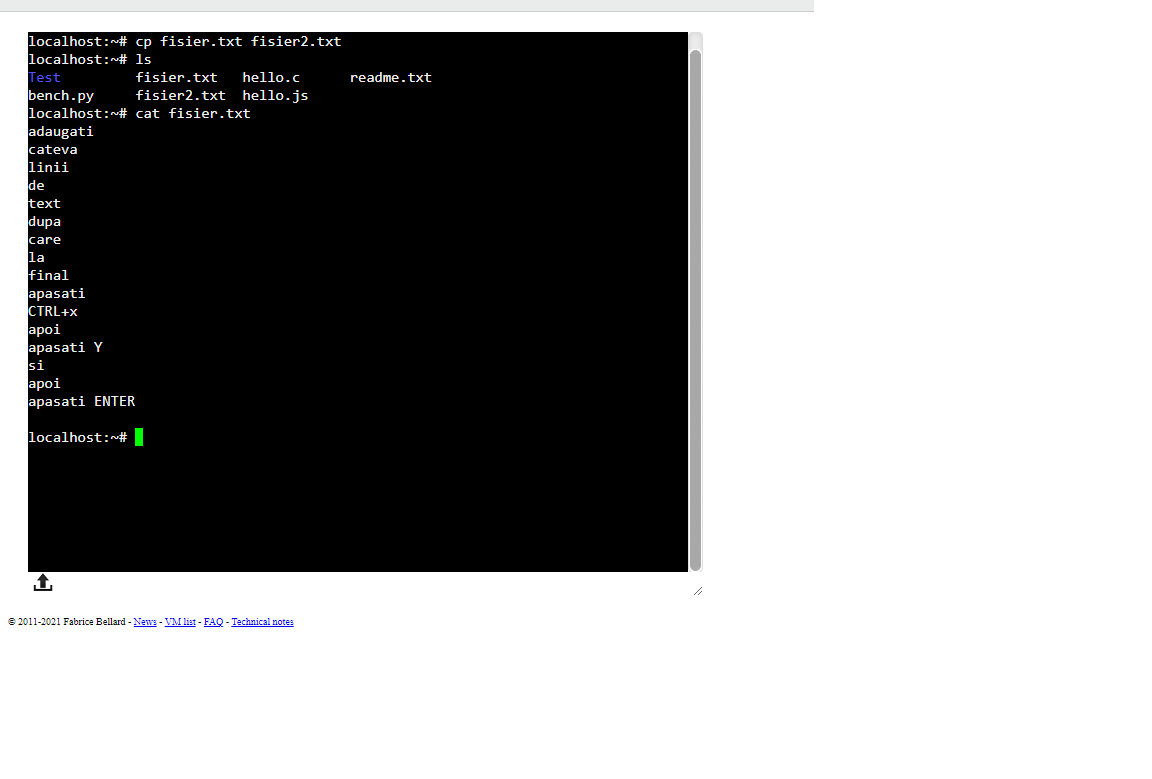 localhost:~# cp fisier.txt fisier2.txt
localhost:~# ls
Test         fisier.txt   hello.c      readme.txt
bench.py     fisier2.txt  hello.js
localhost:~# cat fisier.txt
adaugati
cateva
linii
de
text
dupa
care
la
final
apasati
CTRL+x
apoi
apasati Y
si
apoi
apasati ENTER
localhost:~#
© 2011-2021 Fabrice Bellard - News - VM list - FAQ - Technical notes